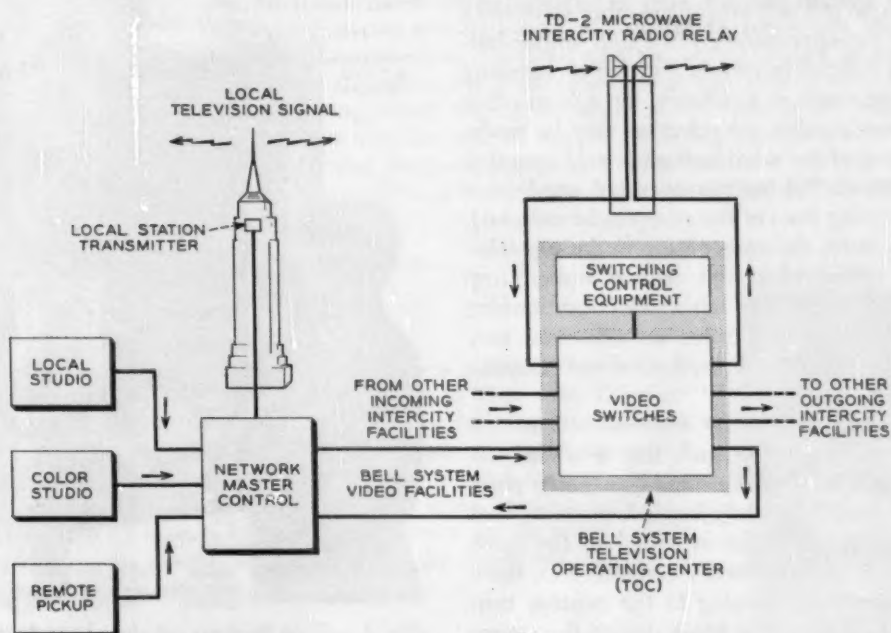 TD-2 MICROWAVE
INTERCITY RADIO RELAY
LOCAL
TELEVISION SIGNAL
LOCAL STATION
TRANSMITTER
SWITCHING
CONTROL
EQUIPMENT
LOCAL
STUDIO
FROM OTHER
INCOMING
INTERCITY
FACILITIES
VIDEO
SWITCHES
TO OTHER
OUTGOING
INTERCITY
FACILITIES
COLOR
STUDIO
NETWORK
MASTER
CONTROL
BELL SYSTEM
VIDEO FACILITIES
REMOTE
PICKUP
BELL SYSTEM
TELEVISION
OPERATING CENTER
(TOC)